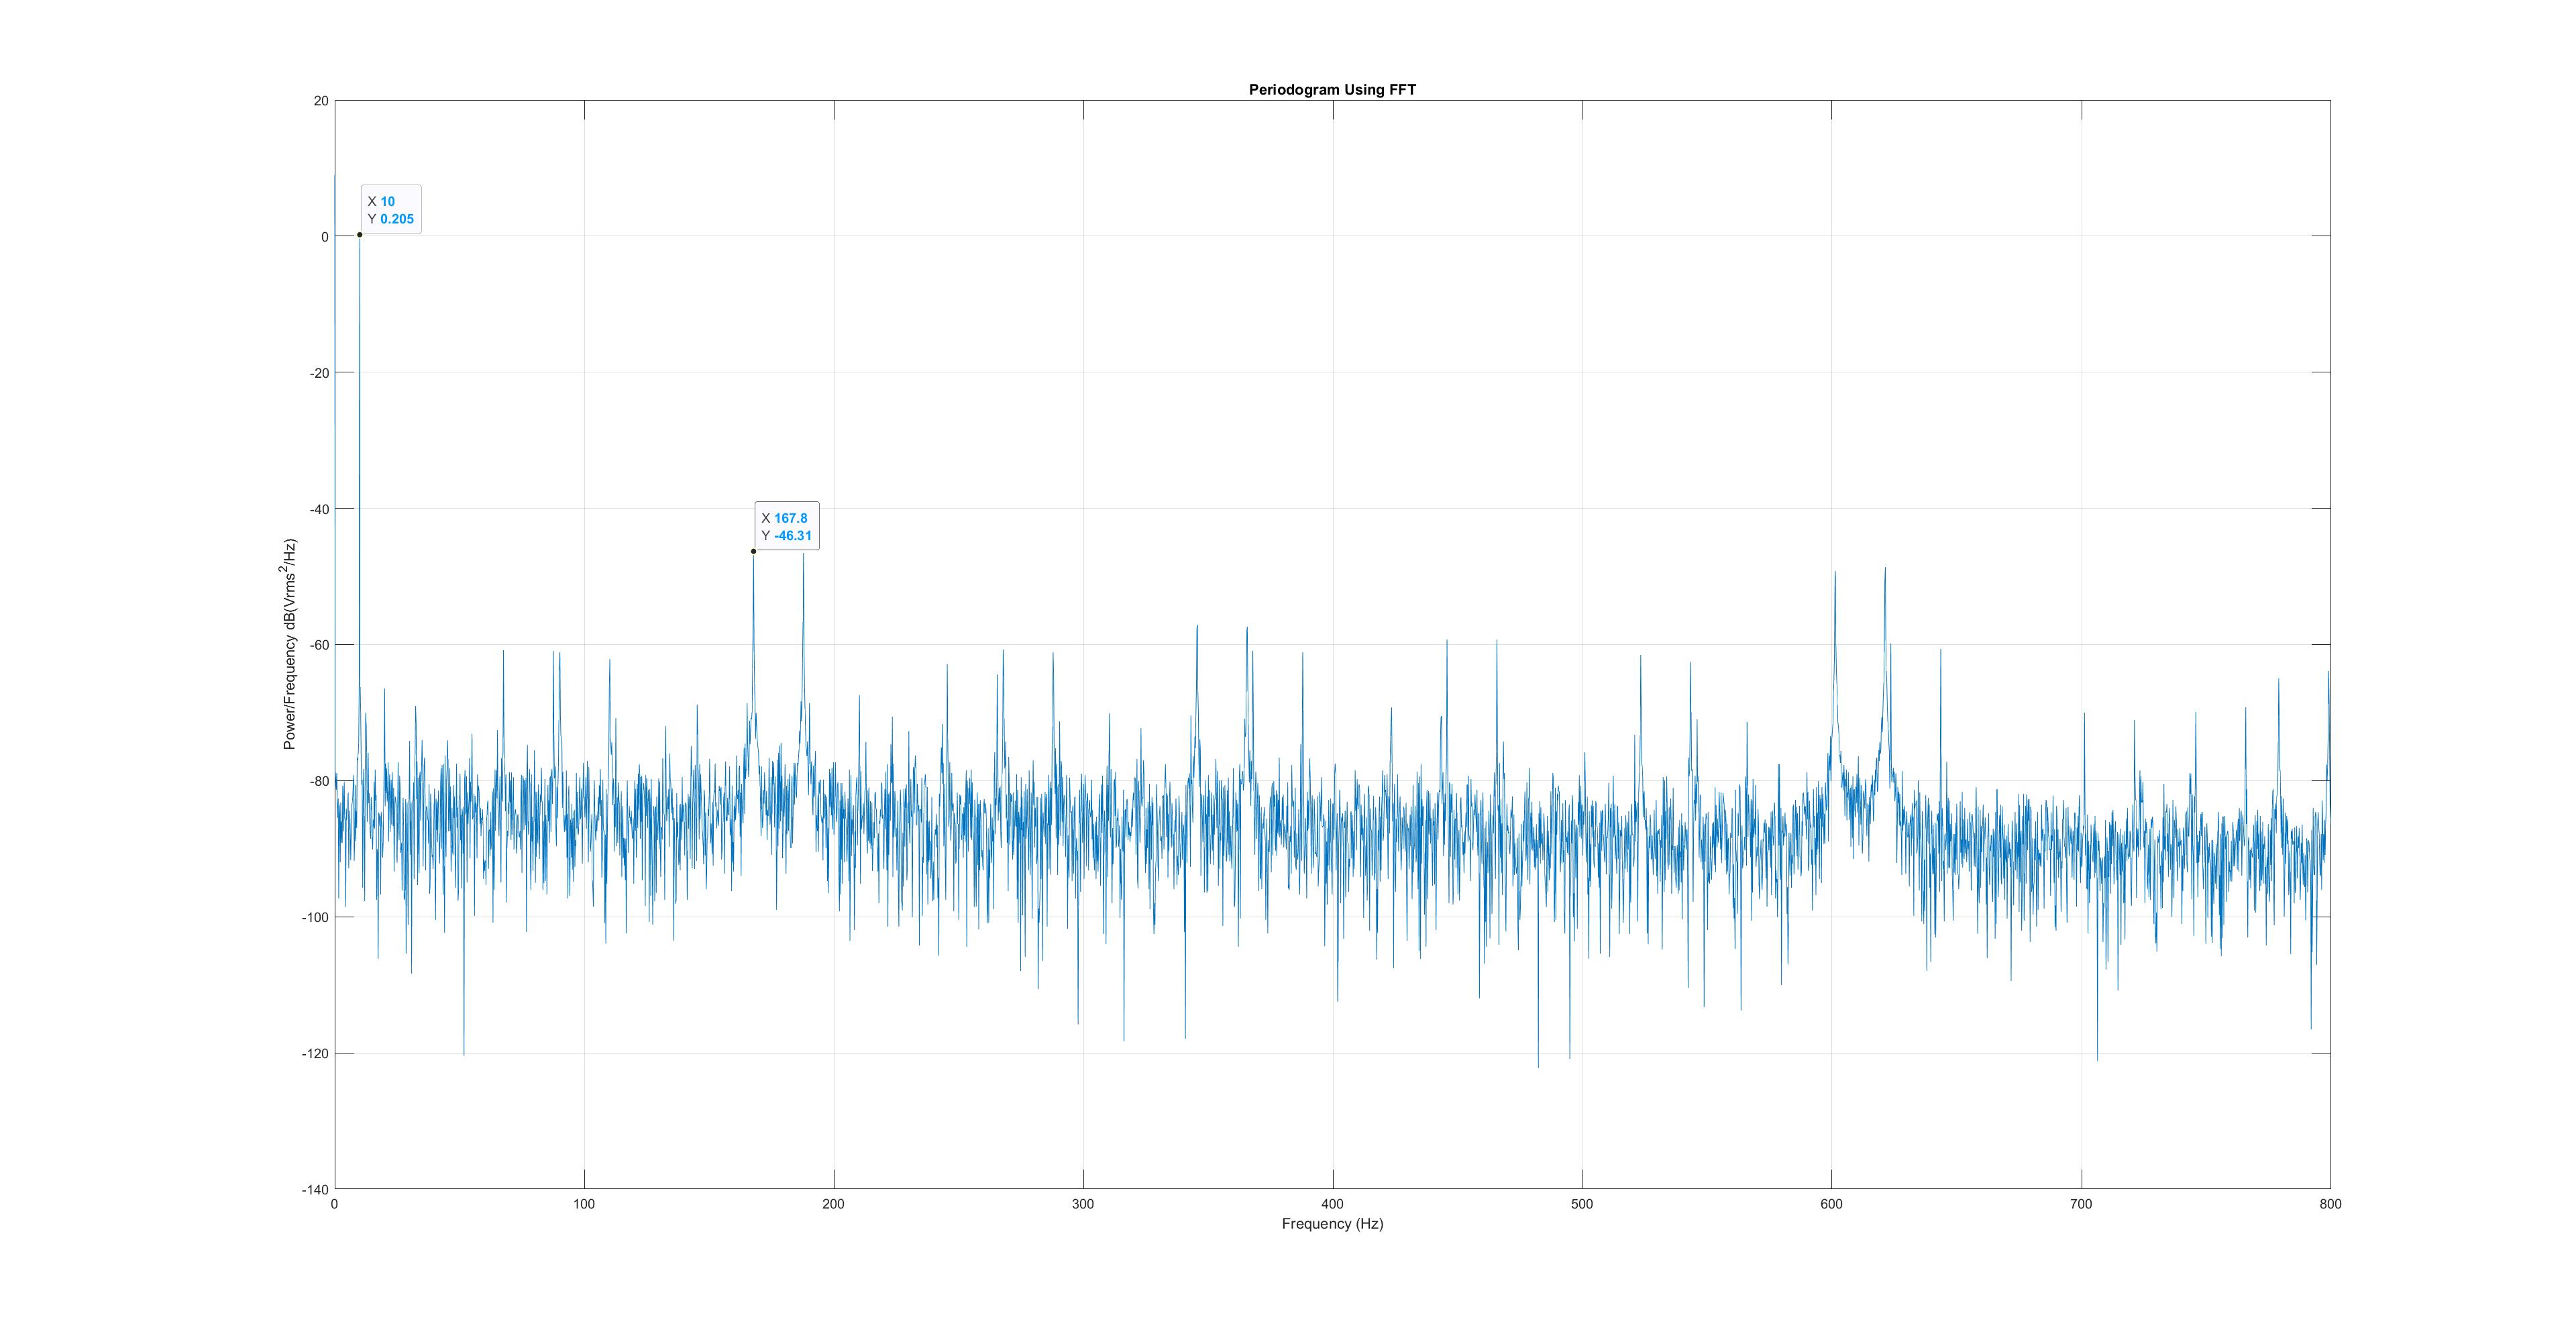 Periodogram Using FFT
20
0
-20
-40
-60
-80
-100
-120
-140
Power/Frequency dB(Vrms²/Hz)
X 10
Y 0.205
X 167.8
Y -46.31
0 100 200 300 400 500 600 700 800
Frequency (Hz)